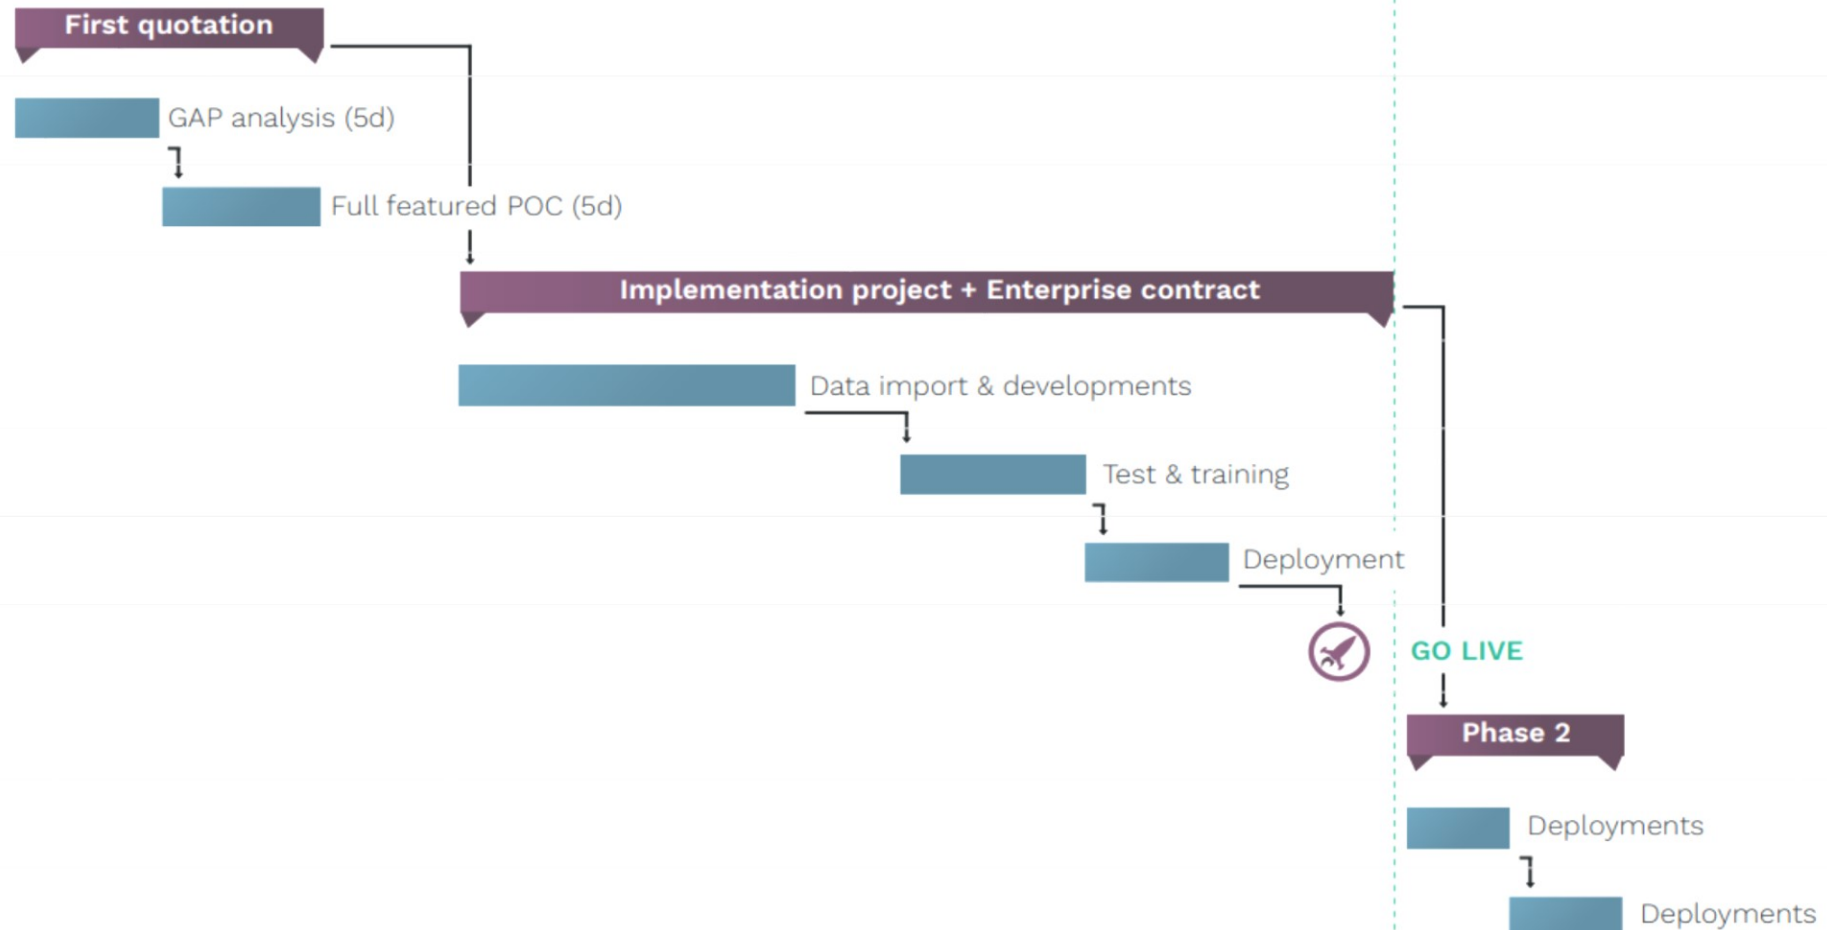 First quotation
GAP analysis (5d)
Full featured POC (5d)
Implementation project + Enterprise contract
Data import & developments
Test & training
Deployment
GO LIVE
Phase 2
Deployments
Deployments